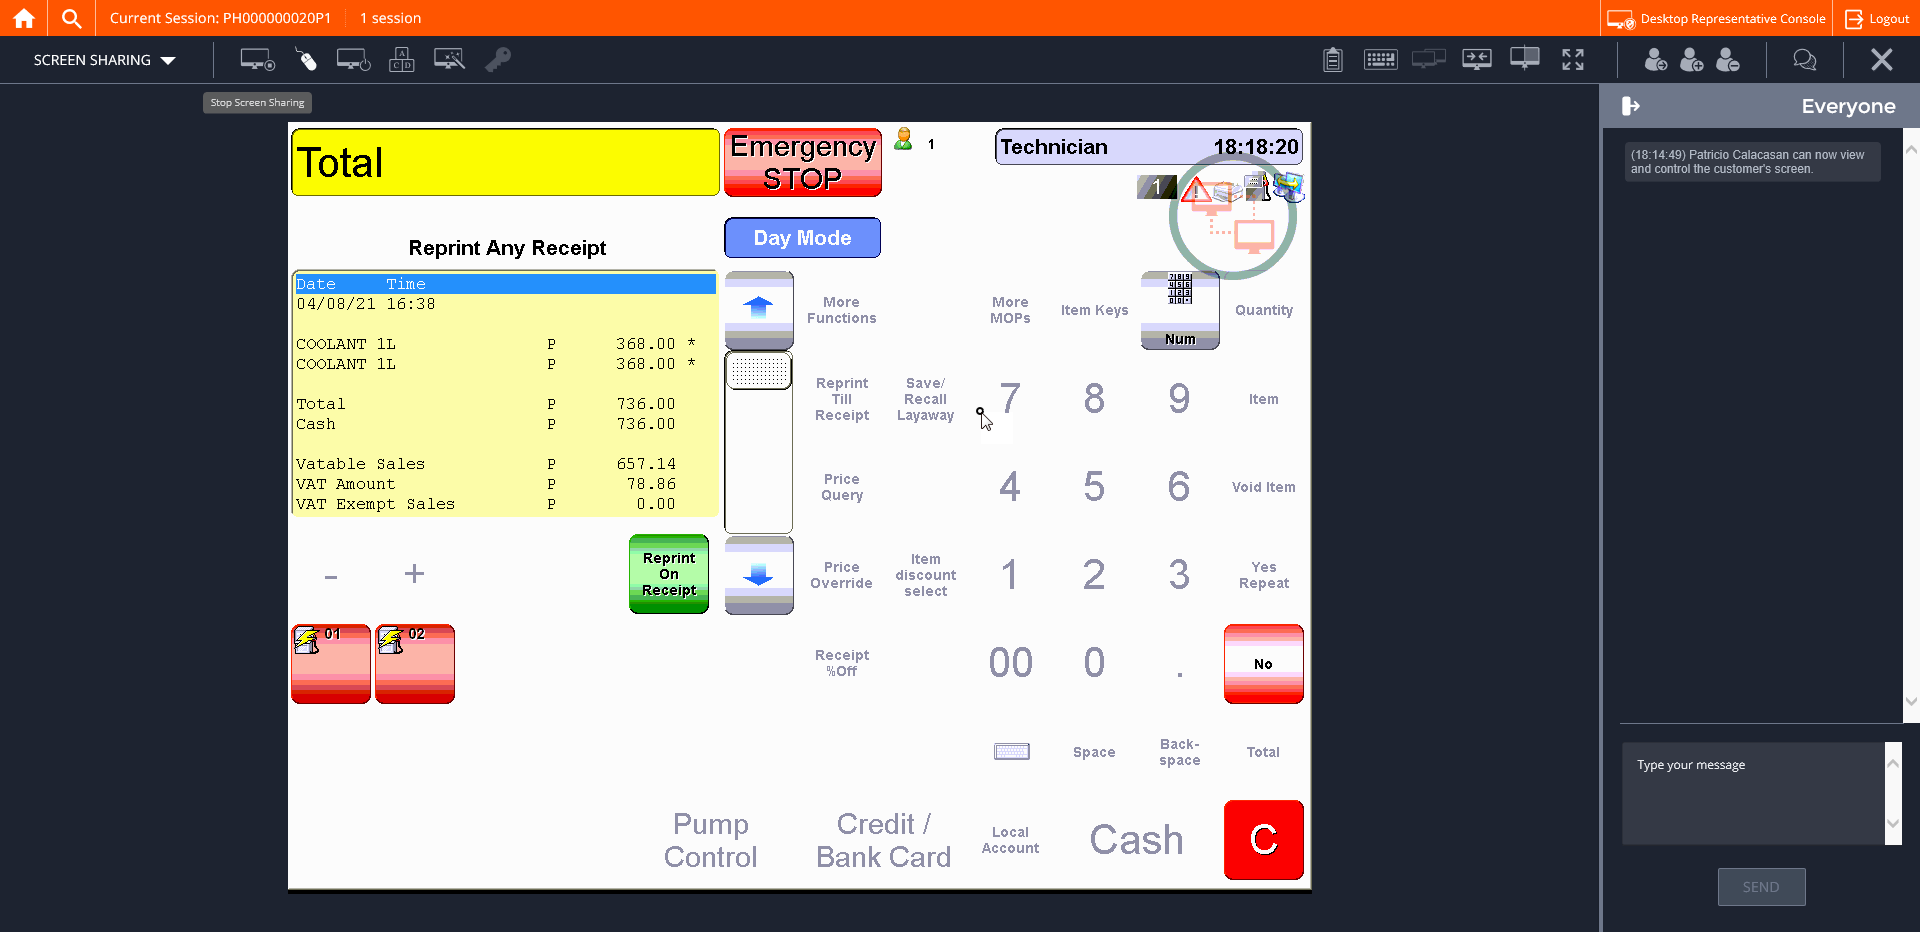 Current Session: PH000000020P1
1 session
Desktop Representative Console
Logout
SCREEN SHARING
Stop Screen Sharing
Everyone
(18:14:49) Patricio Calacasan can now view
and control the customer's screen.
Total
Emergency
STOP
1
Technician 18:18:20
1
Day Mode
Reprint Any Receipt
Date Time
04/08/21 16:38
COOLANT 1L P 368.00 *
COOLANT 1L P 368.00 *
Total P 736.00
Cash P 736.00
Vatable Sales P 657.14
VAT Amount P 78.86
VAT Exempt Sales P 0.00
More
Functions
More
MOPs
Item Keys
Num
Quantity
Reprint
Till
Receipt
Save/
Recall
Layaway
7
8
9
Item
Price
Query
4
5
6
Void Item
- +
Reprint
On
Receipt
Price
Override
Item
discount
select
1
2
3
Yes
Repeat
01
02
Receipt
%Off
00
0
.
No
Space
Back-
space
Total
Pump
Control
Credit /
Bank Card
Local
Account
Cash
C
Type your message
SEND